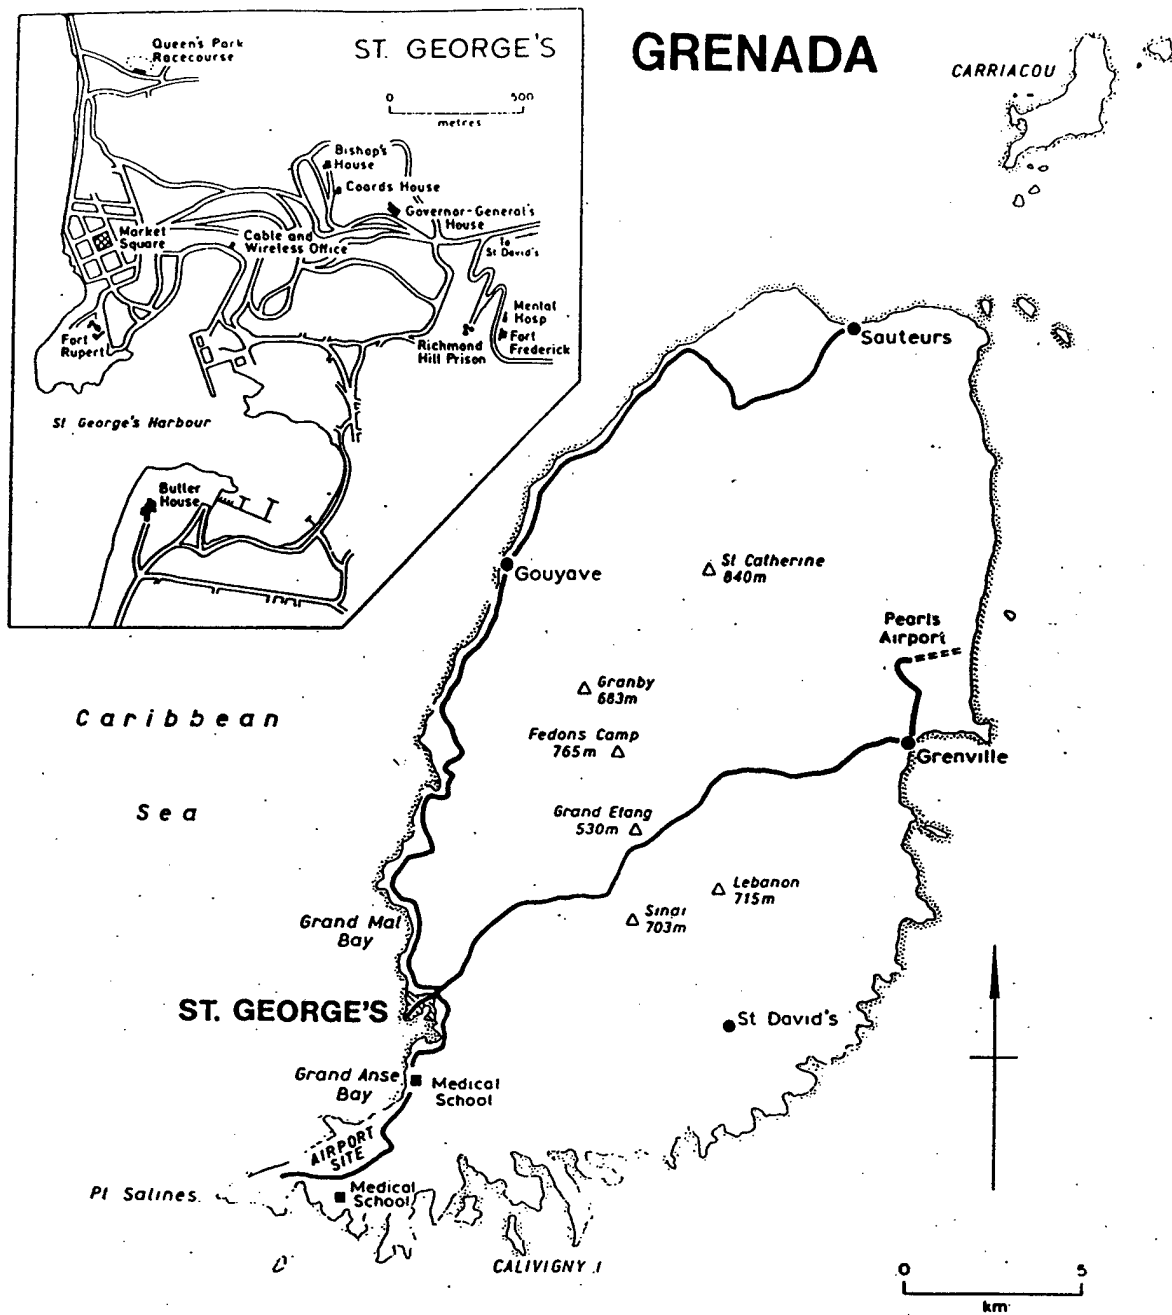 ST. GEORGE'S
Queen's Park
Racecourse
0 500
metres
Bishop's
House
Coards House
Governor-General's
House
Market
Square
Cable and
Wireless Office
To
St David's
Mental
Hosp
Fort
Frederick
Richmond
Hill Prison
Fort
Rupert
St George's Harbour
Butler
House
GRENADA
CARRIACOU
Sauteurs
Gouyave
St Catherine
840m
Pearls
Airport
Granby
683m
Fedons Camp
765m
Grenville
Caribbean
Sea
Grand Etang
530m
Lebanon
715m
Sinai
703m
Grand Mal
Bay
ST. GEORGE'S
St David's
Grand Anse
Bay
Medical
School
AIRPORT
SITE
Pt Salines
Medical
School
CALIVIGNY I
0 5
km